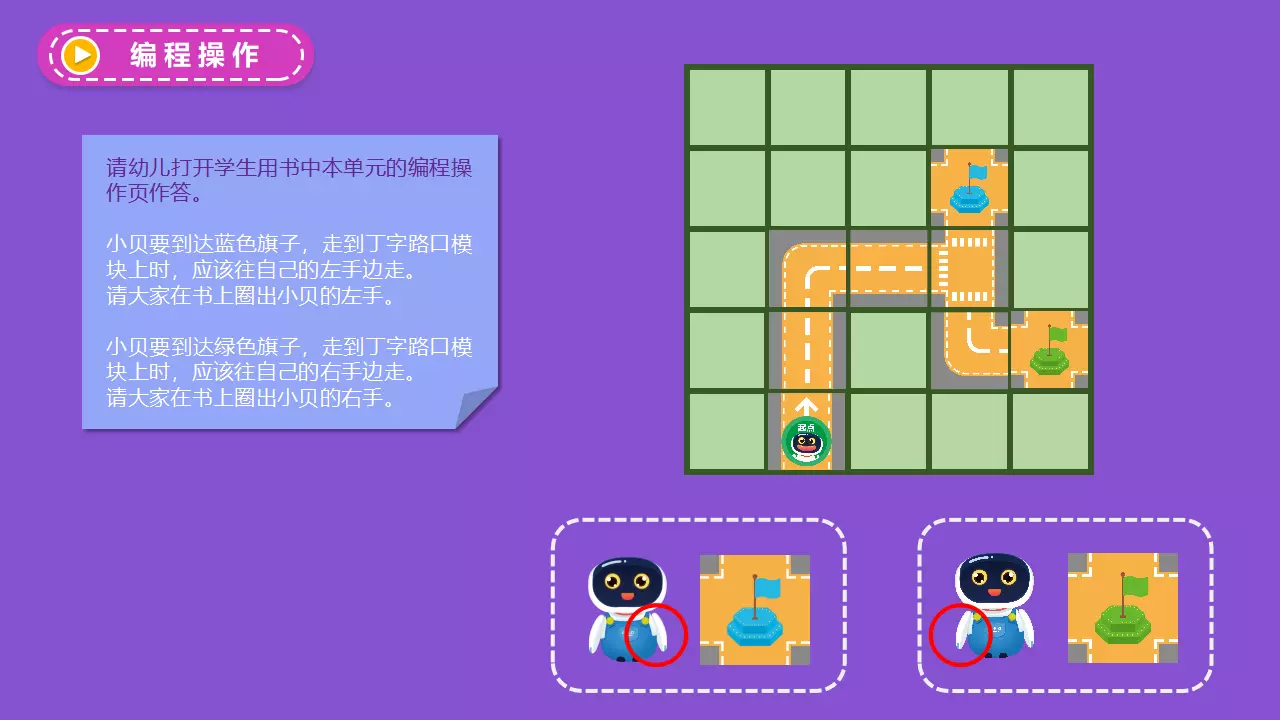 编程操作
请幼儿打开学生用书中本单元的编程操
作页作答。
小贝要到达蓝色旗子，走到丁字路口模
块上时，应该往自己的左手边走。
请大家在书上圈出小贝的左手。
小贝要到达绿色旗子，走到丁字路口模
块上时，应该往自己的右手边走。
请大家在书上圈出小贝的右手。
起点